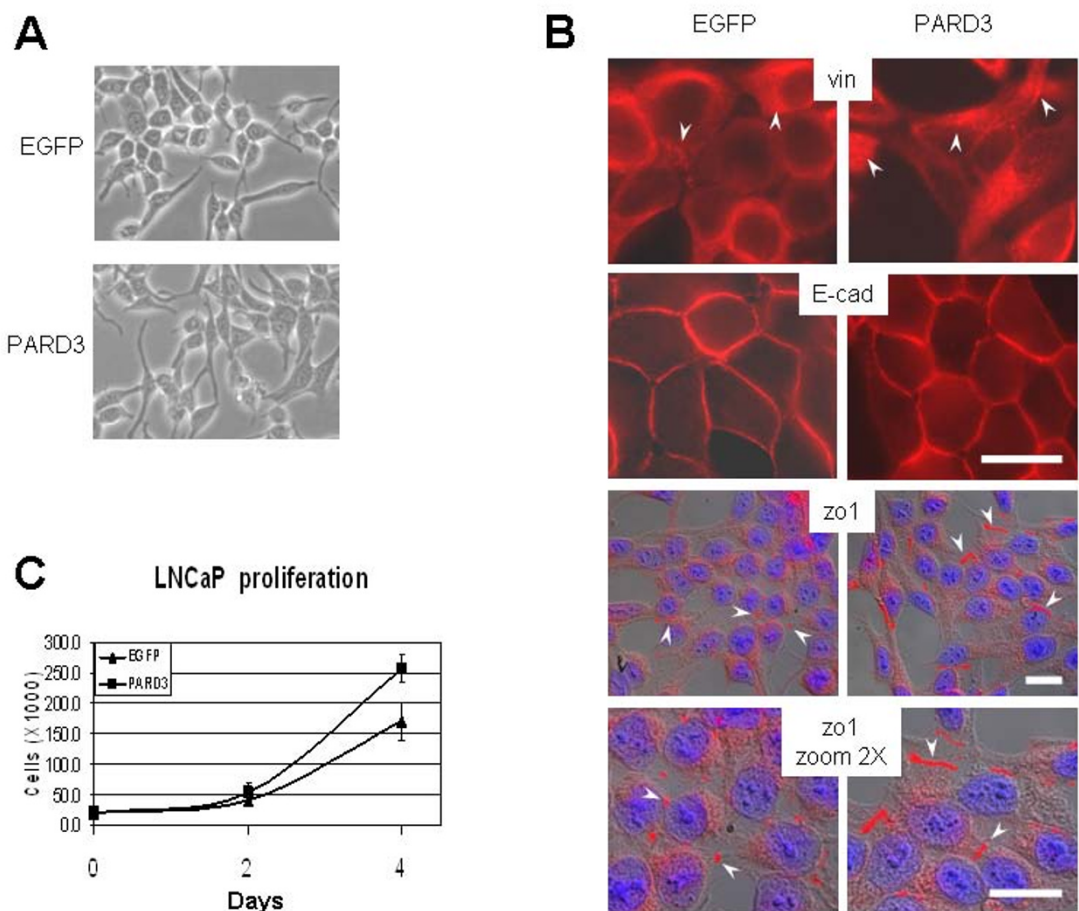 A
EGFP
PARD3
B
EGFP PARD3
vin
E-cad
zo1
zo1
zoom 2X
C
LNCaP proliferation
Cells (X1000)
300.0
250.0
200.0
150.0
100.0
50.0
0.0
EGFP
PARD3
0 2 4
Days